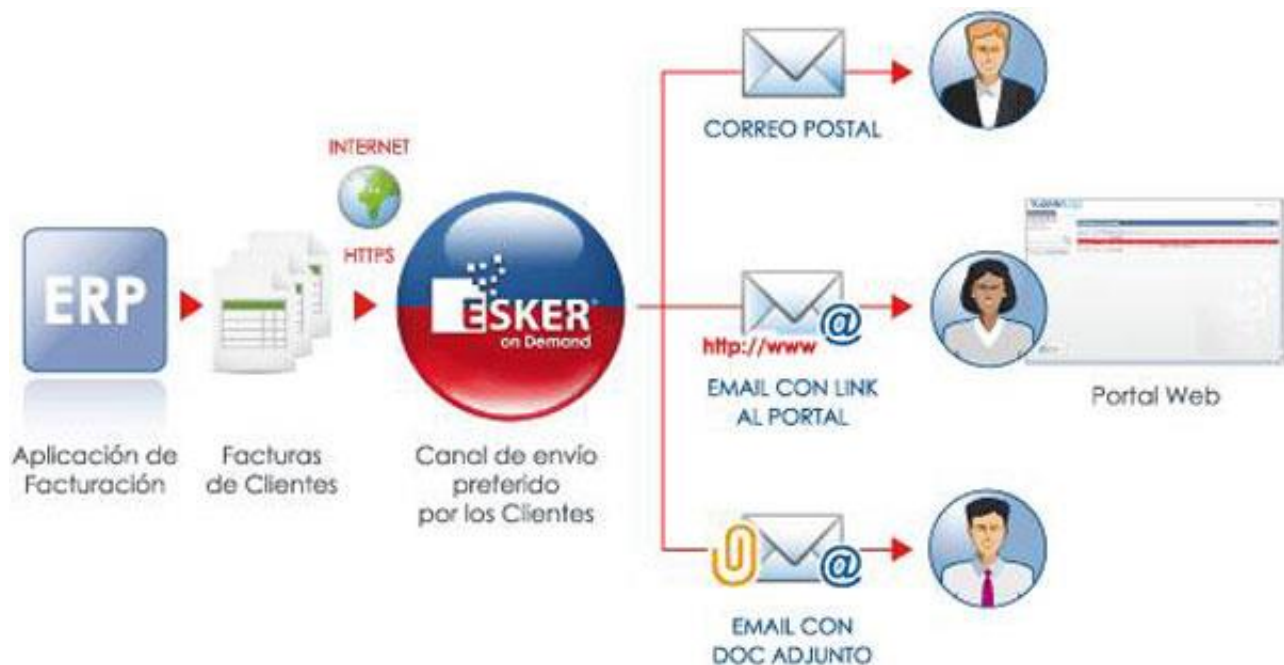 ERP
Aplicación de
Facturación
Facturas
de Clientes
INTERNET
HTTPS
ESKER
on Demand
Canal de envío
preferido
por los Clientes
CORREO POSTAL
@
http://www
EMAIL CON LINK
AL PORTAL
Portal Web
@
EMAIL CON
DOC ADJUNTO